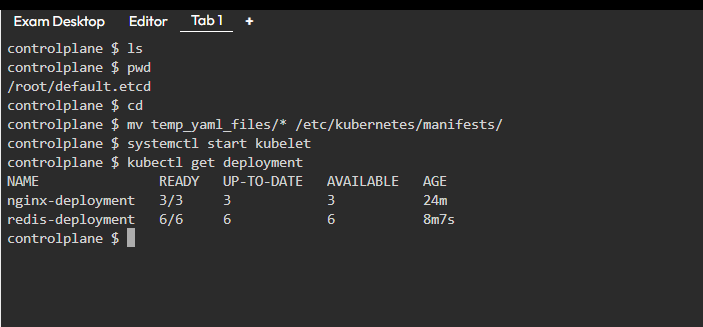 Exam Desktop Editor Tab 1 +
controlplane $ ls
controlplane $ pwd
/root/default.etcd
controlplane $ cd
controlplane $ mv temp_yaml_files/* /etc/kubernetes/manifests/
controlplane $ systemctl start kubelet
controlplane $ kubectl get deployment
NAME READY UP-TO-DATE AVAILABLE AGE
nginx-deployment 3/3 3 3 24m
redis-deployment 6/6 6 6 8m7s
controlplane $